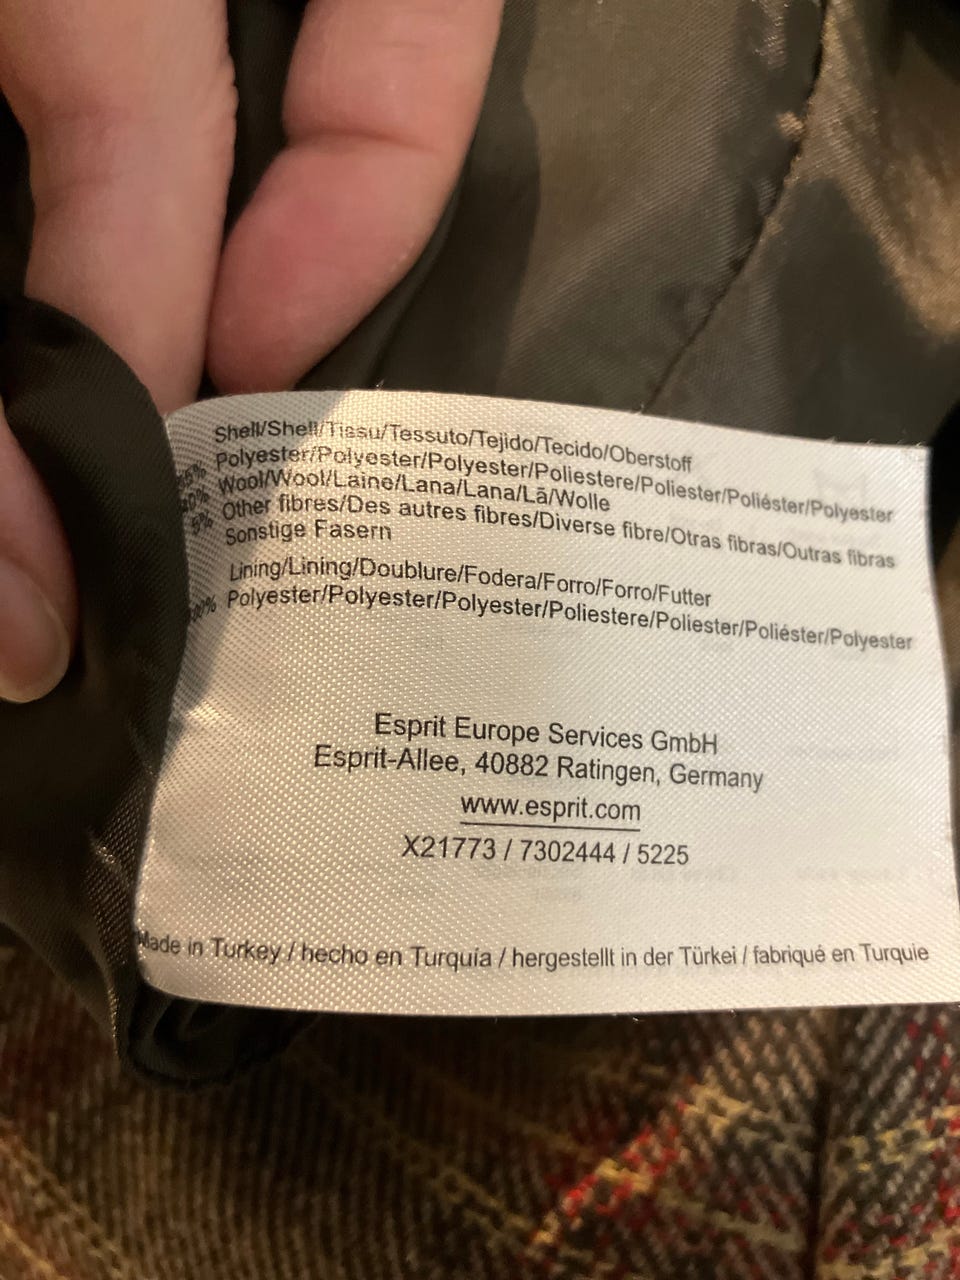 Shell/Shell/Tissu/Tessuto/Tejido/Tecido/Oberstoff
Polyester/Polyester/Polyester/Poliestere/Poliester/Poliéster/Polyester
Wool/Wool/Laine/Lana/Lana/Lã/Wolle
5% Other fibres/Des autres fibres/Diverse fibre/Otras fibras/Outras fibras
Sonstige Fasern
Lining/Lining/Doublure/Fodera/Forro/Forro/Futter
Polyester/Polyester/Polyester/Poliestere/Poliester/Poliéster/Polyester
Esprit Europe Services GmbH
Esprit-Allee, 40882 Ratingen, Germany
www.esprit.com
X21773 / 7302444 / 5225
Made in Turkey / hecho en Turquía / hergestellt in der Türkei / fabriqué en Turquie